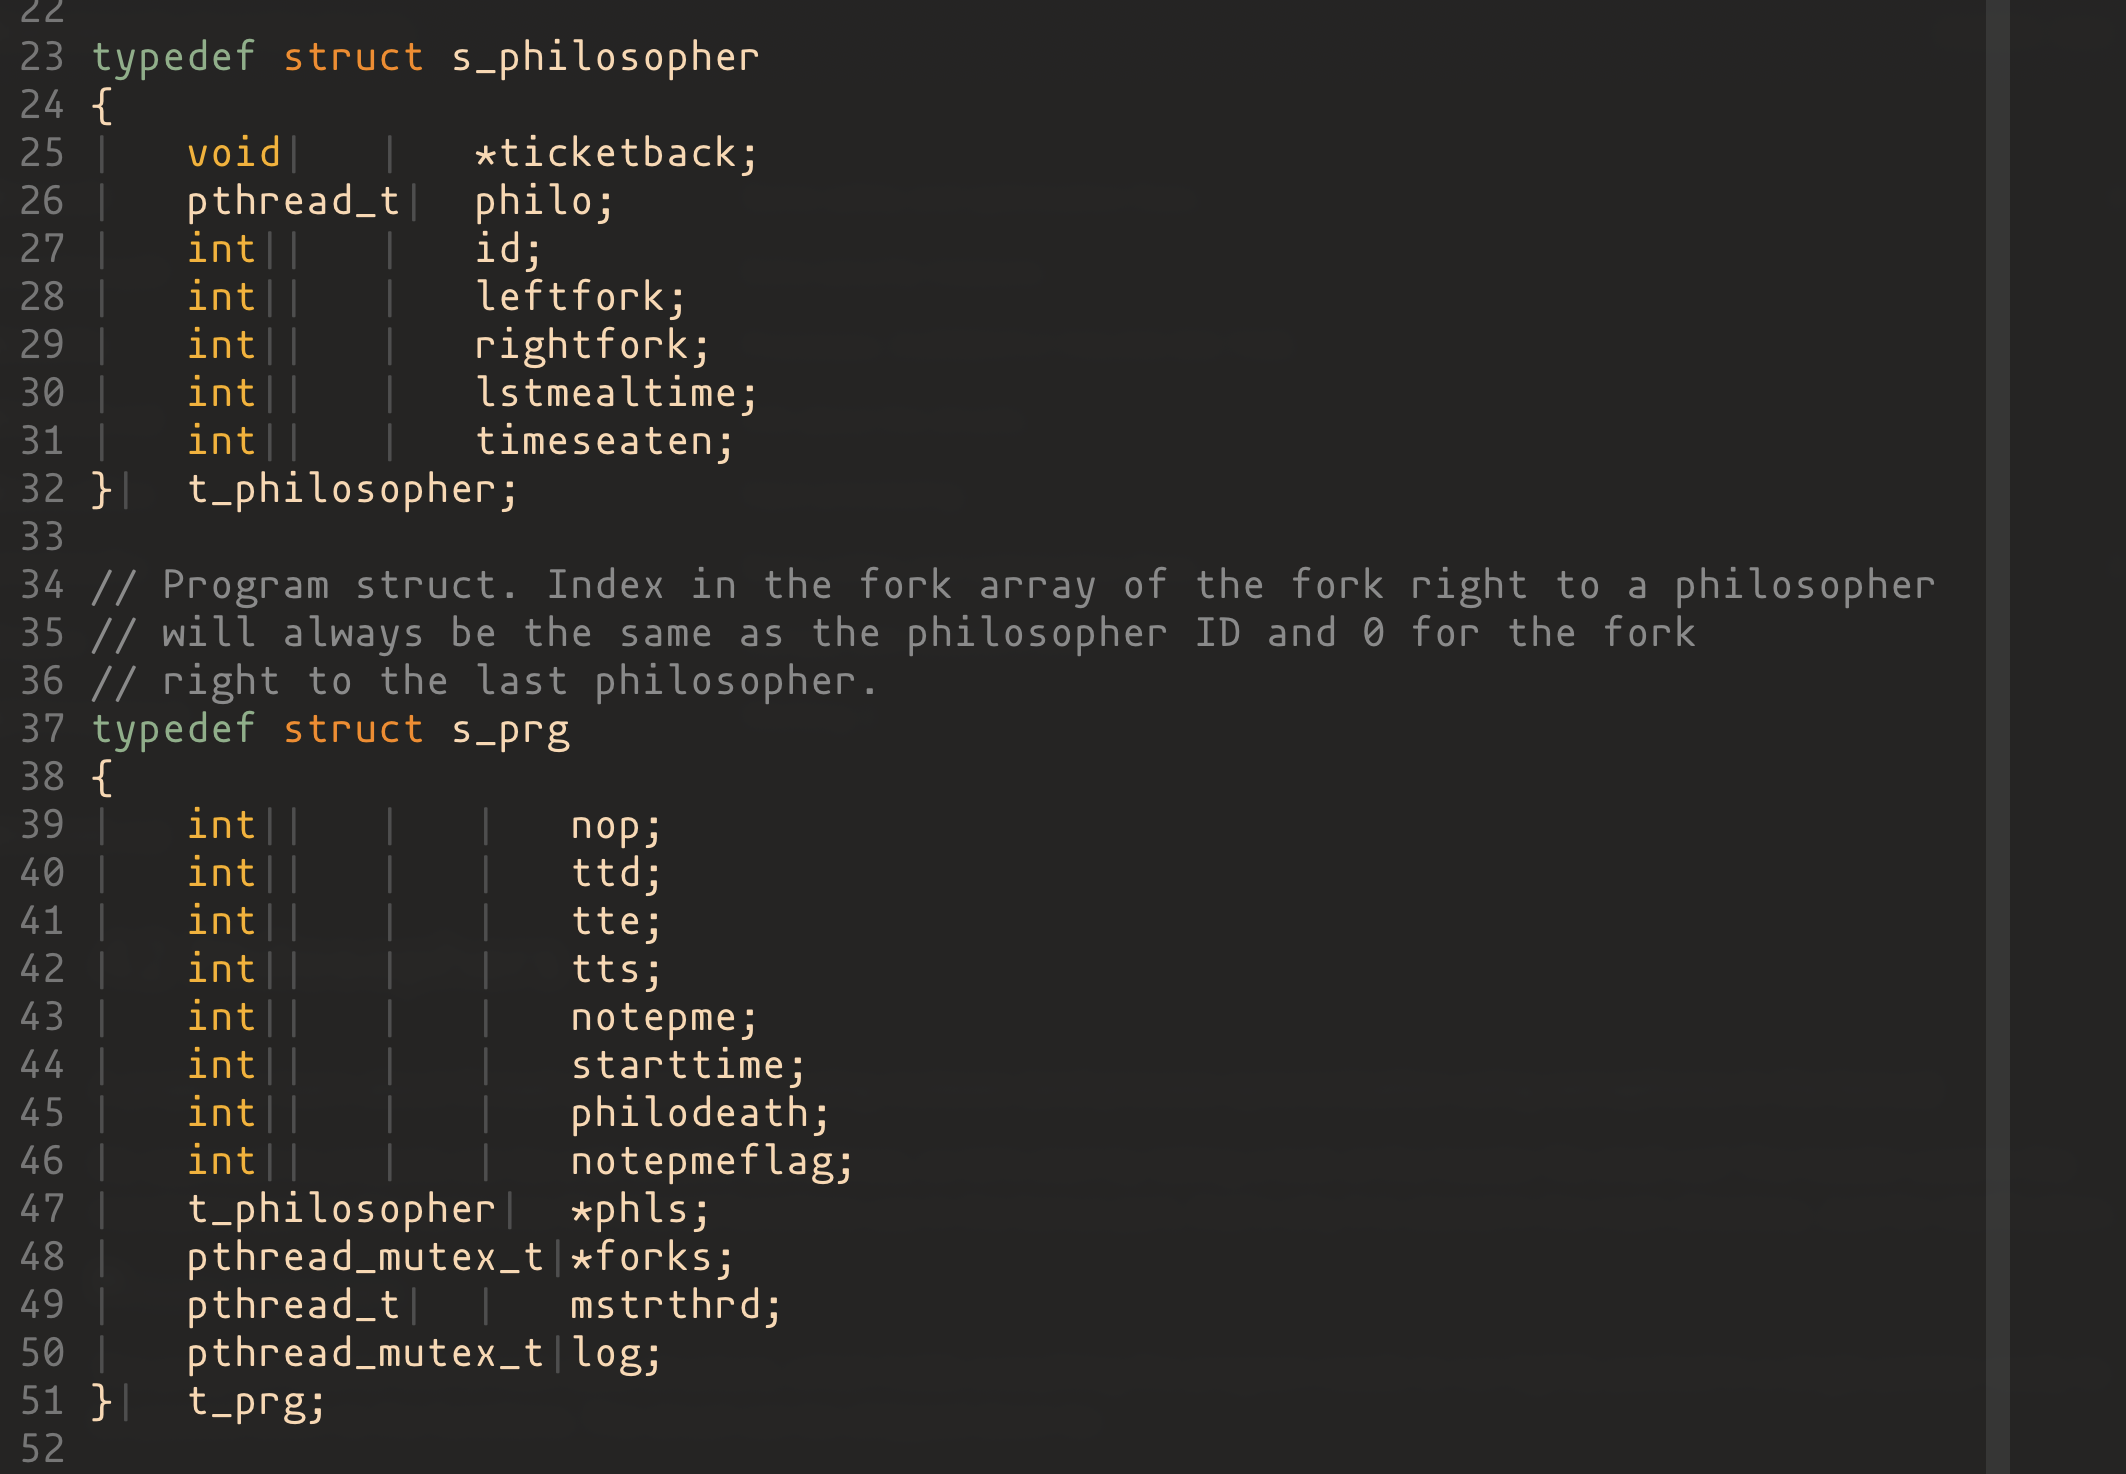 22
23 typedef struct s_philosopher
24 {
25 void *ticketback;
26 pthread_t philo;
27 int id;
28 int leftfork;
29 int rightfork;
30 int lstmealtime;
31 int timeseaten;
32 } t_philosopher;
33
34 // Program struct. Index in the fork array of the fork right to a philosopher
35 // will always be the same as the philosopher ID and 0 for the fork
36 // right to the last philosopher.
37 typedef struct s_prg
38 {
39 int nop;
40 int ttd;
41 int tte;
42 int tts;
43 int notepme;
44 int starttime;
45 int philodeath;
46 int notepmeflag;
47 t_philosopher *phls;
48 pthread_mutex_t *forks;
49 pthread_t mstrthrd;
50 pthread_mutex_t log;
51 } t_prg;
52